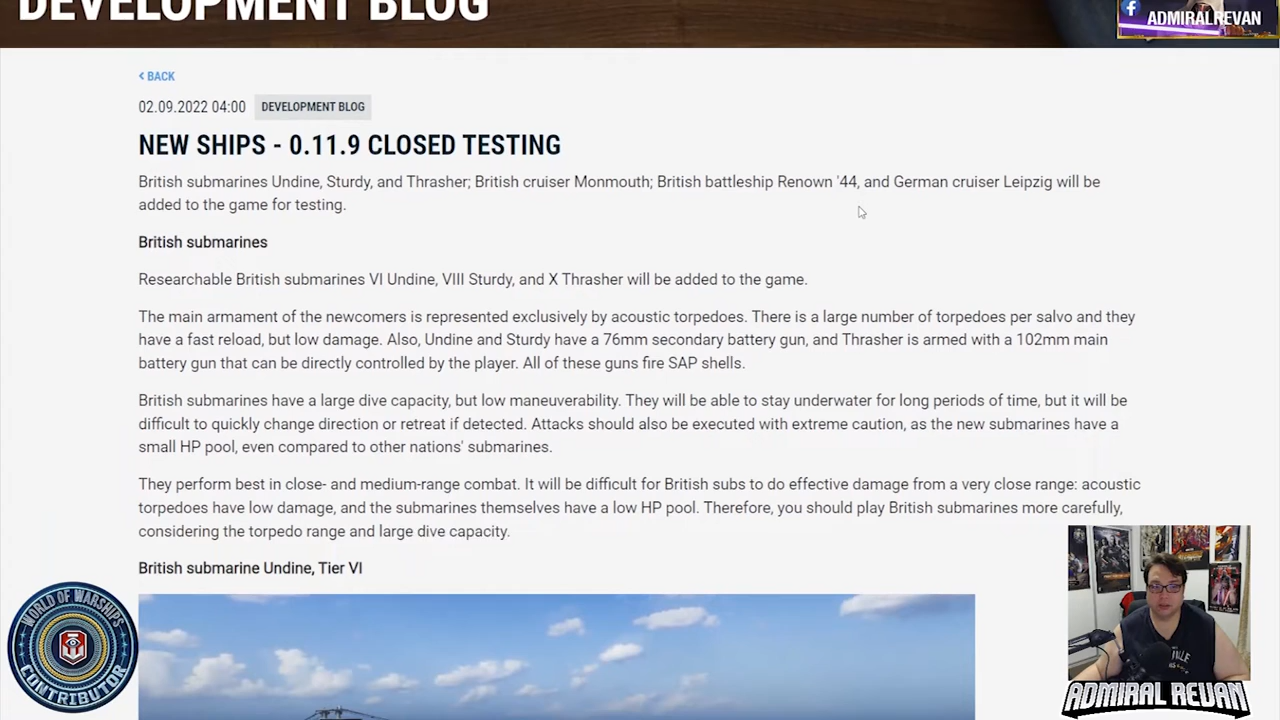 DEVELOPMENT BLOG
ADMIRALREVAN
BACK
02.09.2022 04:00 DEVELOPMENT BLOG
NEW SHIPS - 0.11.9 CLOSED TESTING
British submarines Undine, Sturdy, and Thrasher; British cruiser Monmouth; British battleship Renown '44, and German cruiser Leipzig will be
added to the game for testing.
British submarines
Researchable British submarines VI Undine, VIII Sturdy, and X Thrasher will be added to the game.
The main armament of the newcomers is represented exclusively by acoustic torpedoes. There is a large number of torpedoes per salvo and they
have a fast reload, but low damage. Also, Undine and Sturdy have a 76mm secondary battery gun, and Thrasher is armed with a 102mm main
battery gun that can be directly controlled by the player. All of these guns fire SAP shells.
British submarines have a large dive capacity, but low maneuverability. They will be able to stay underwater for long periods of time, but it will be
difficult to quickly change direction or retreat if detected. Attacks should also be executed with extreme caution, as the new submarines have a
small HP pool, even compared to other nations' submarines.
They perform best in close- and medium-range combat. It will be difficult for British subs to do effective damage from a very close range: acoustic
torpedoes have low damage, and the submarines themselves have a low HP pool. Therefore, you should play British submarines more carefully,
considering the torpedo range and large dive capacity.
British submarine Undine, Tier VI
WORLD OF WARSHIPS
CONTRIBUTOR
ADMIRAL REVAN